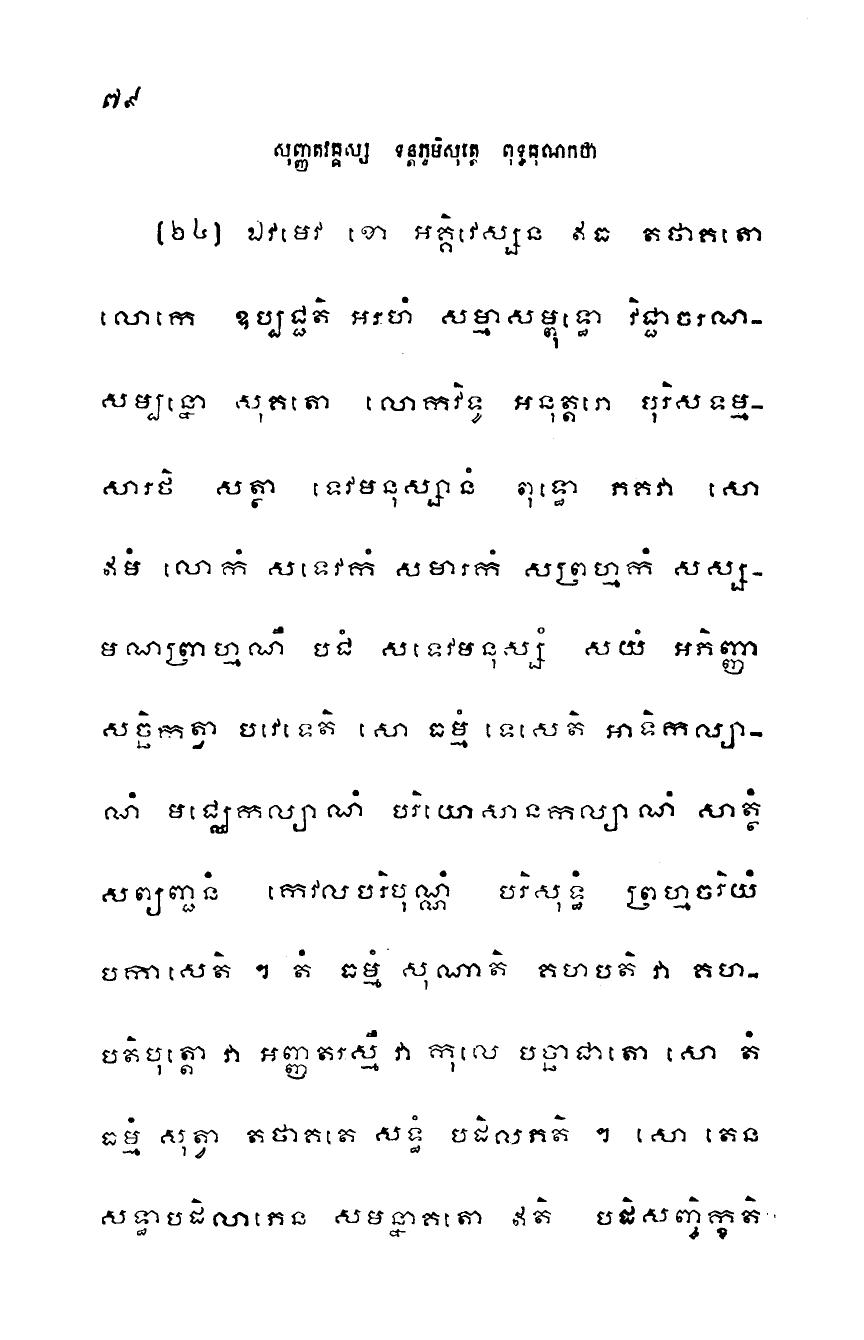 ៧៩
សុញ្ញតវគ្គស្ស ទន្តភូមិសុត្តេ ពុទ្ធគុណកថា
(២៤) ឯវមេវ ខោ អគ្គិវេស្សន ឥធ តថាគតោ
លោកេ ឧប្បជ្ជតិ អរហំ សម្មាសម្ពុទ្ធោ វិជ្ជាចរណ-
សម្បន្នោ សុគតោ លោកវិទូ អនុត្តរោ បុរិសទម្ម-
សារថិ សត្ថា ទេវមនុស្សានំ ពុទ្ធោ ភគវា សោ
ឥមំ លោកំ សទេវកំ សមារកំ សព្រហ្មកំ សស្ស-
មណព្រាហ្មណឹ បជំ សទេវមនុស្សំ សយំ អភិញ្ញា
សច្ឆិកត្វា បវេទេតិ សោ ធម្មំ ទេសេតិ អាទិកល្យា-
ណំ មជ្ឈេកល្យាណំ បរិយោសានកល្យាណំ សាត្ថំ
សព្យញ្ជនំ កេវលបរិបុណ្ណំ បរិសុទ្ធំ ព្រហ្មចរិយំ
បកាសេតិ ។ តំ ធម្មំ សុណាតិ គហបតិ វា គហ-
បតិបុត្តោ វា អញ្ញតរស្មឹ វា កុលេ បច្ឆាជាតោ សោ តំ
ធម្មំ សុត្វា តថាគតេ សទ្ធំ បដិលភតិ ។ សោ តេន
សទ្ធាបដិលាភេន សមន្នាគតោ ឥតិ បដិសញ្ចិក្ខតិ